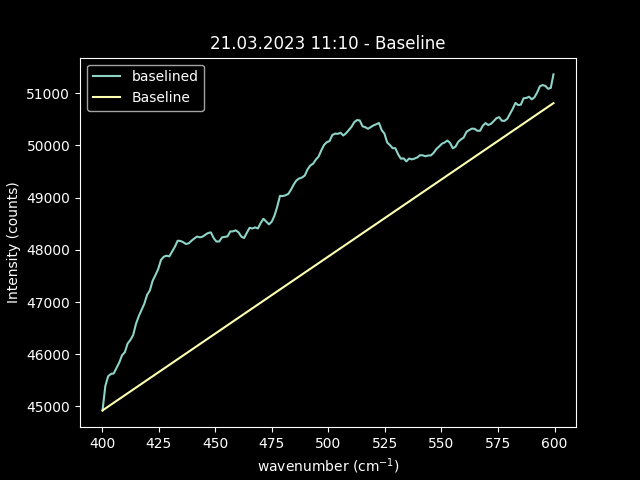 21.03.2023 11:10 - Baseline
baselined
Baseline
Intensity (counts)
51000
50000
49000
48000
47000
46000
45000
400 425 450 475 500 525 550 575 600
wavenumber (cm⁻¹)